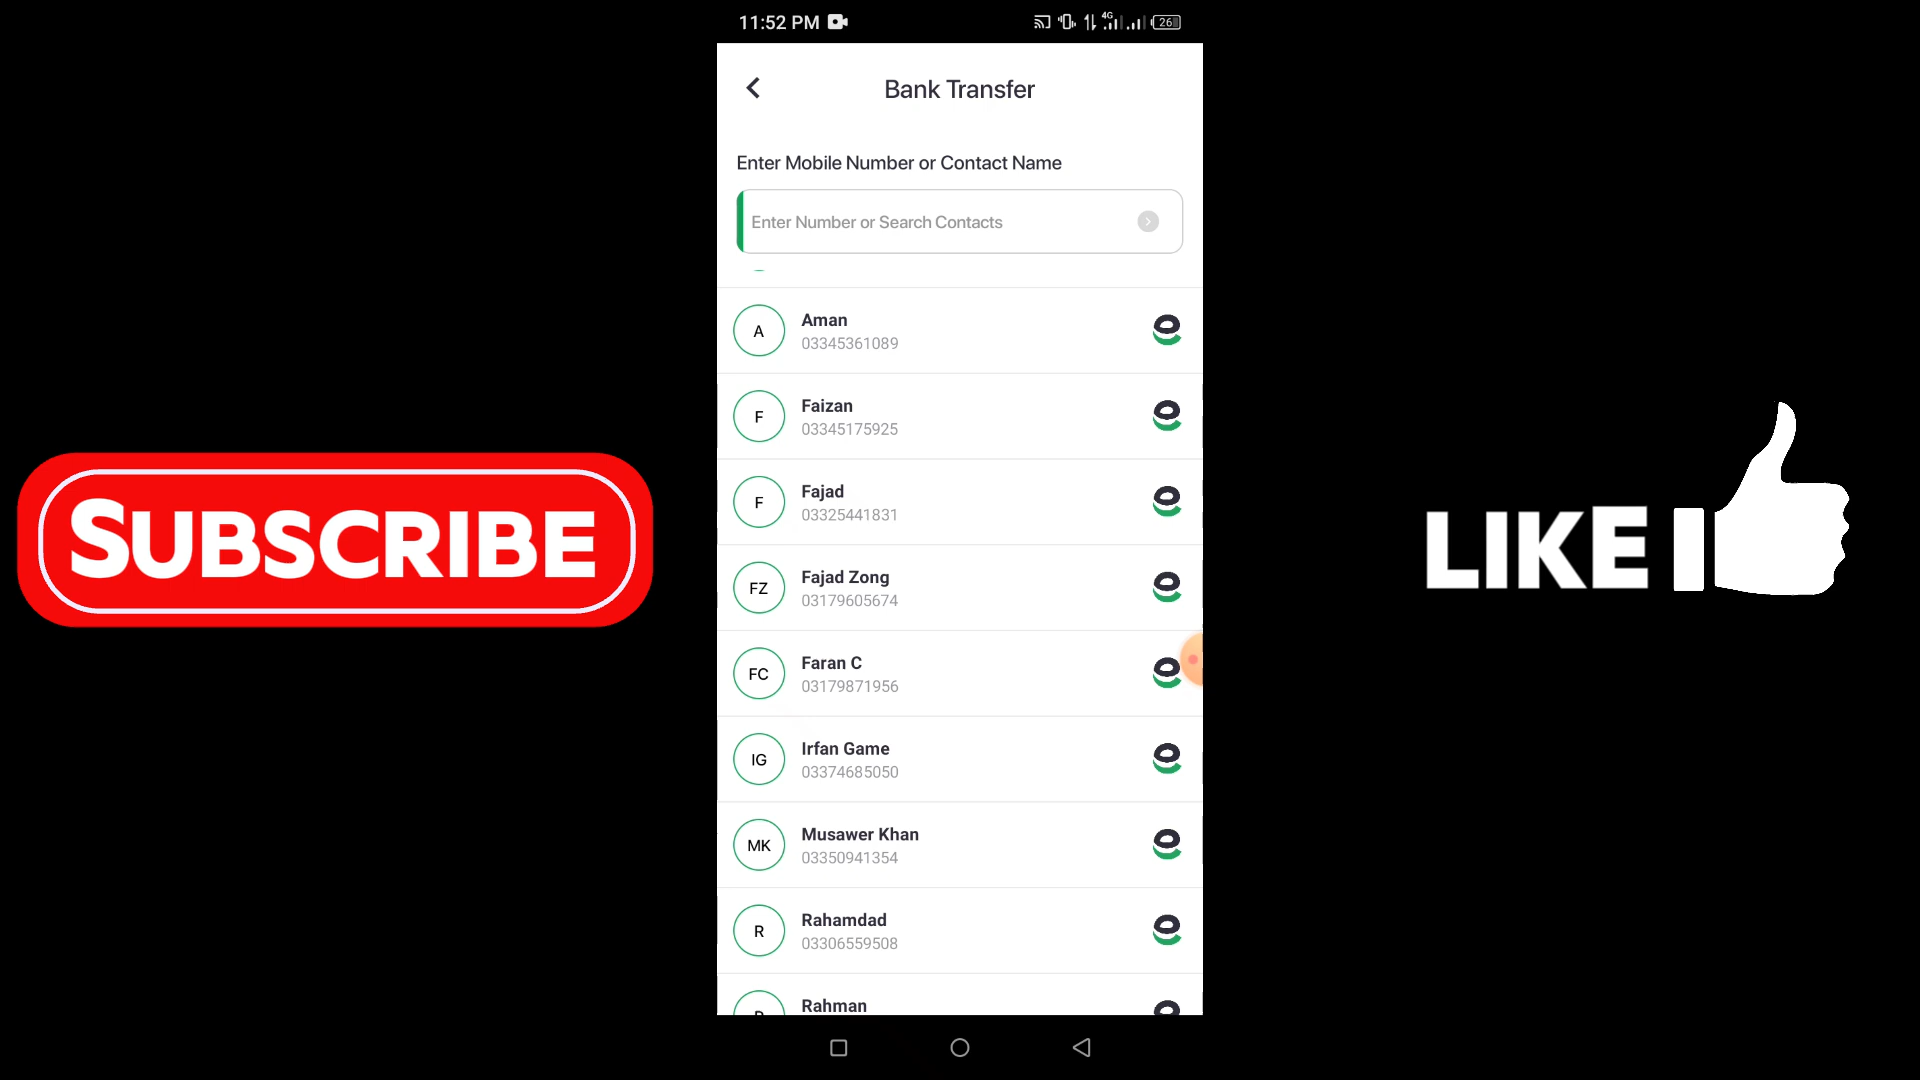 11:52 PM
4G
26
Bank Transfer
Enter Mobile Number or Contact Name
Enter Number or Search Contacts
A
Aman
03345361089
F
Faizan
03345175925
F
Fajad
03325441831
FZ
Fajad Zong
03179605674
FC
Faran C
03179871956
IG
Irfan Game
03374685050
MK
Musawer Khan
03350941354
R
Rahamdad
03306559508
R
Rahman
SUBSCRIBE
LIKE